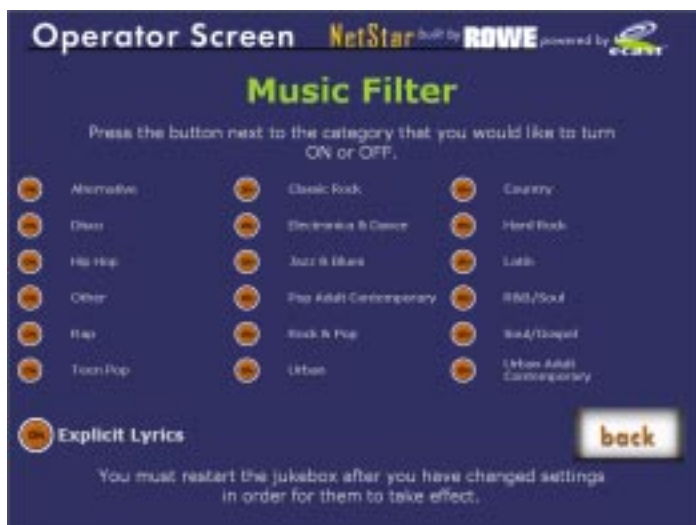 Operator Screen NetStar built by ROWE powered by ecast
Music Filter
Press the button next to the category that you would like to turn
ON or OFF.
Alternative Classic Rock Country
Disco Electronica & Dance Hard Rock
Hip Hop Jazz & Blues Latin
Other Pop Adult Contemporary R&B/Soul
Rap Rock & Pop Soul/Gospel
Teen Pop Urban Urban Adult
Contemporary
Explicit Lyrics
back
You must restart the jukebox after you have changed settings
in order for them to take effect.